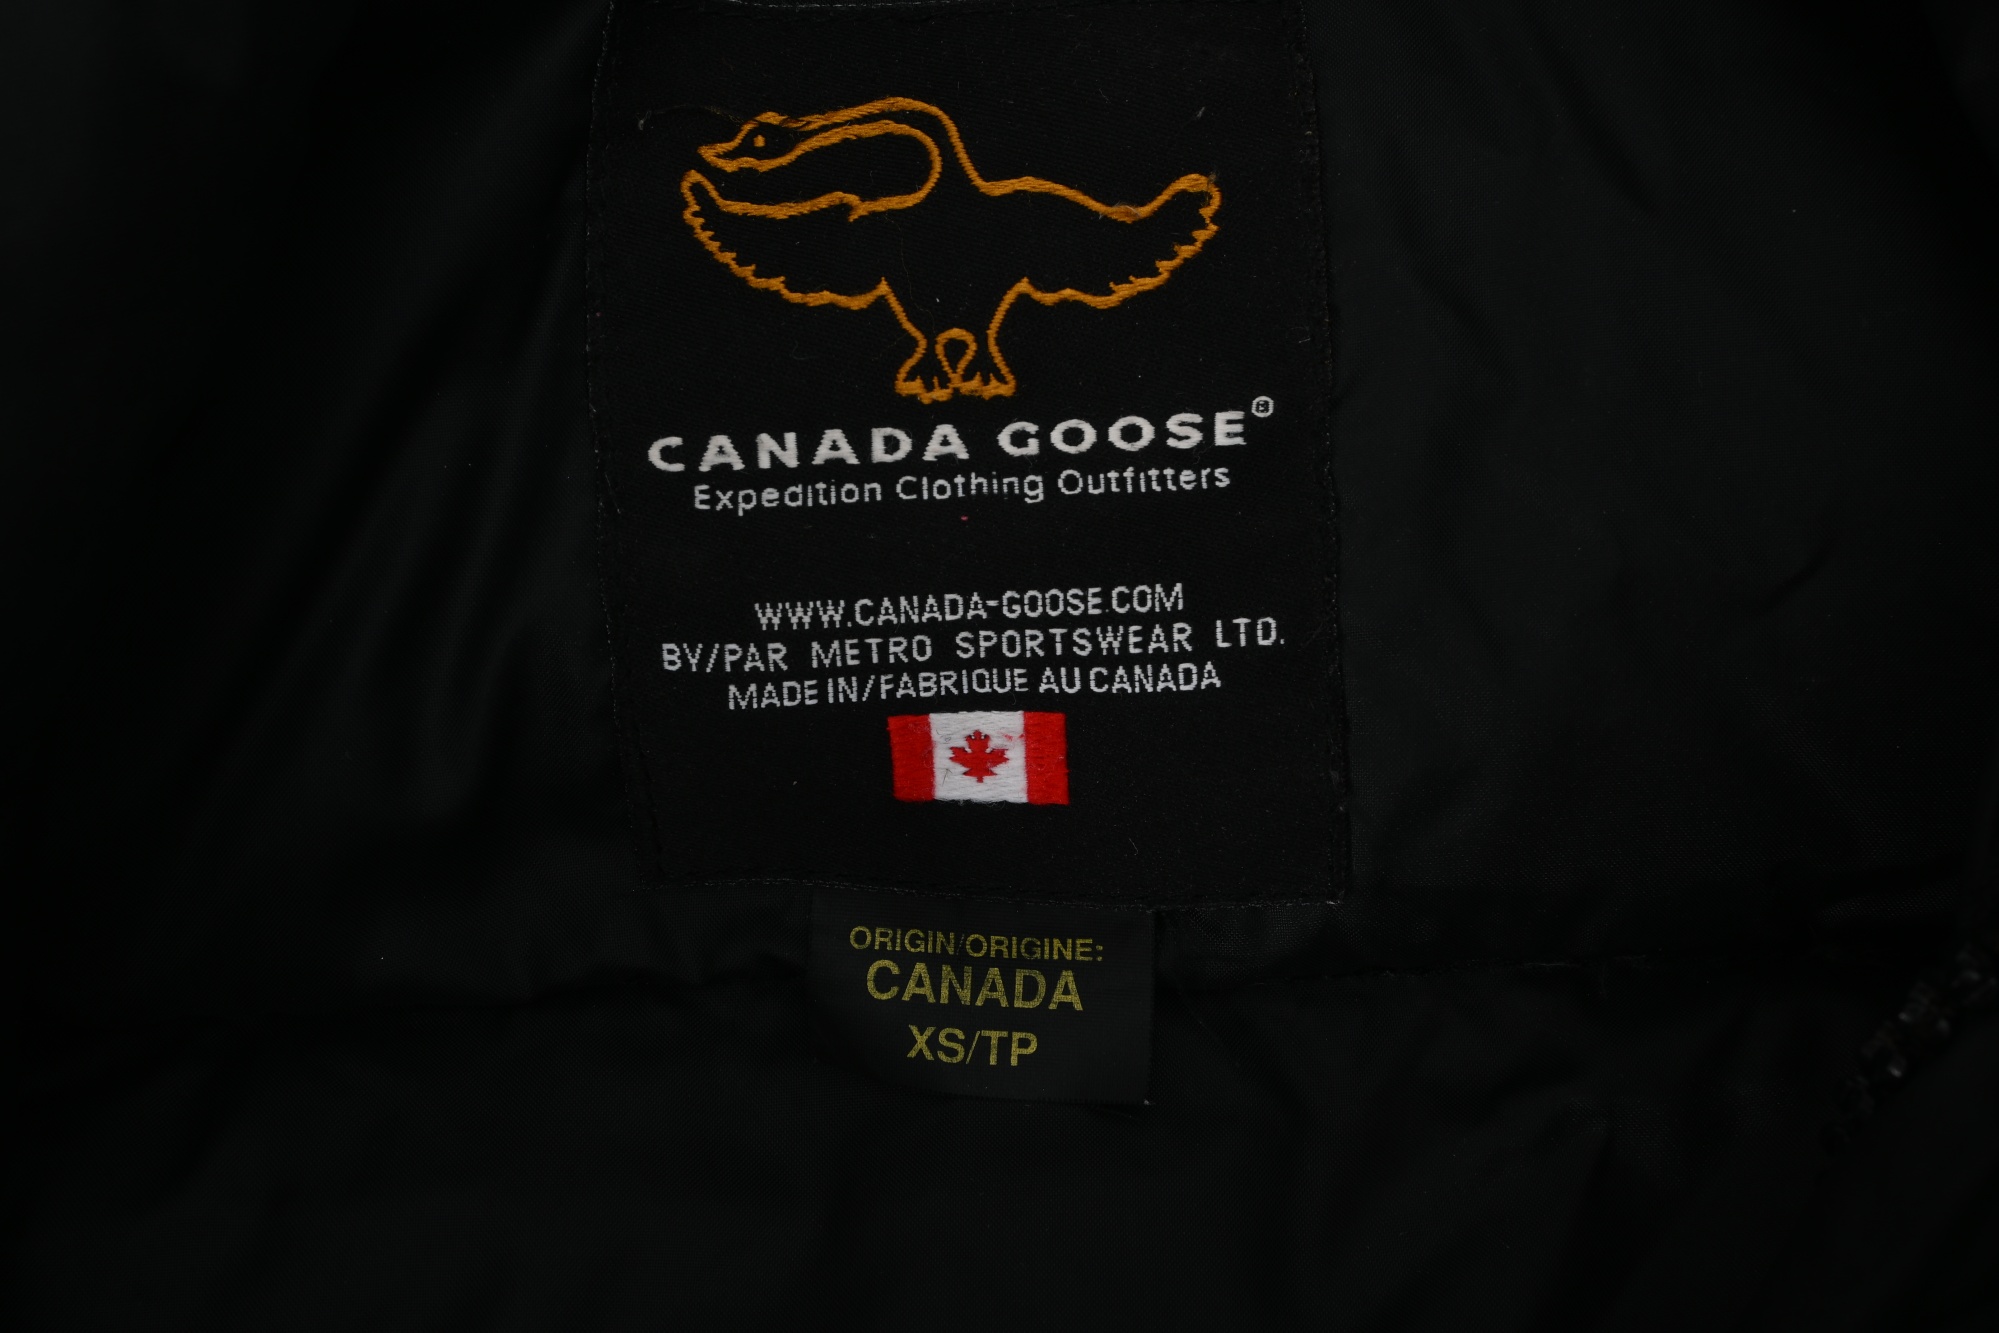 CANADA GOOSE®
Expedition Clothing Outfitters
WWW.CANADA-GOOSE.COM
BY/PAR METRO SPORTSWEAR LTD.
MADE IN/FABRIQUE AU CANADA
ORIGIN/ORIGINE:
CANADA
XS/TP